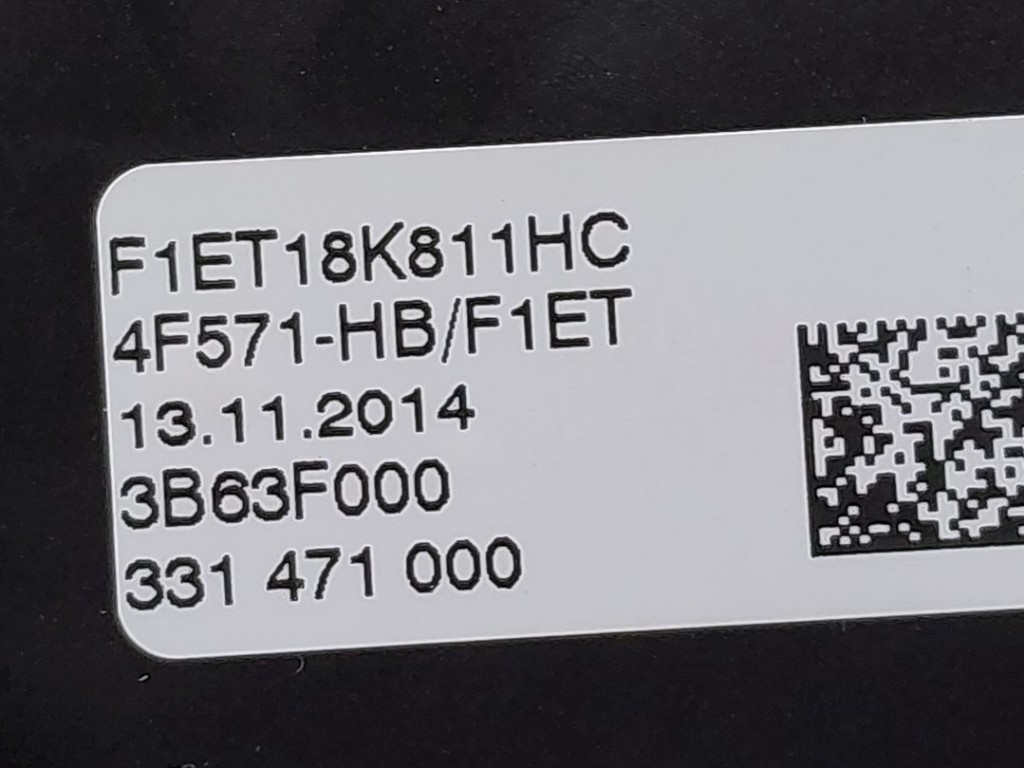 F1ET18K811HC
4F571-HB/F1ET
13.11.2014
3B63F000
331 471 000